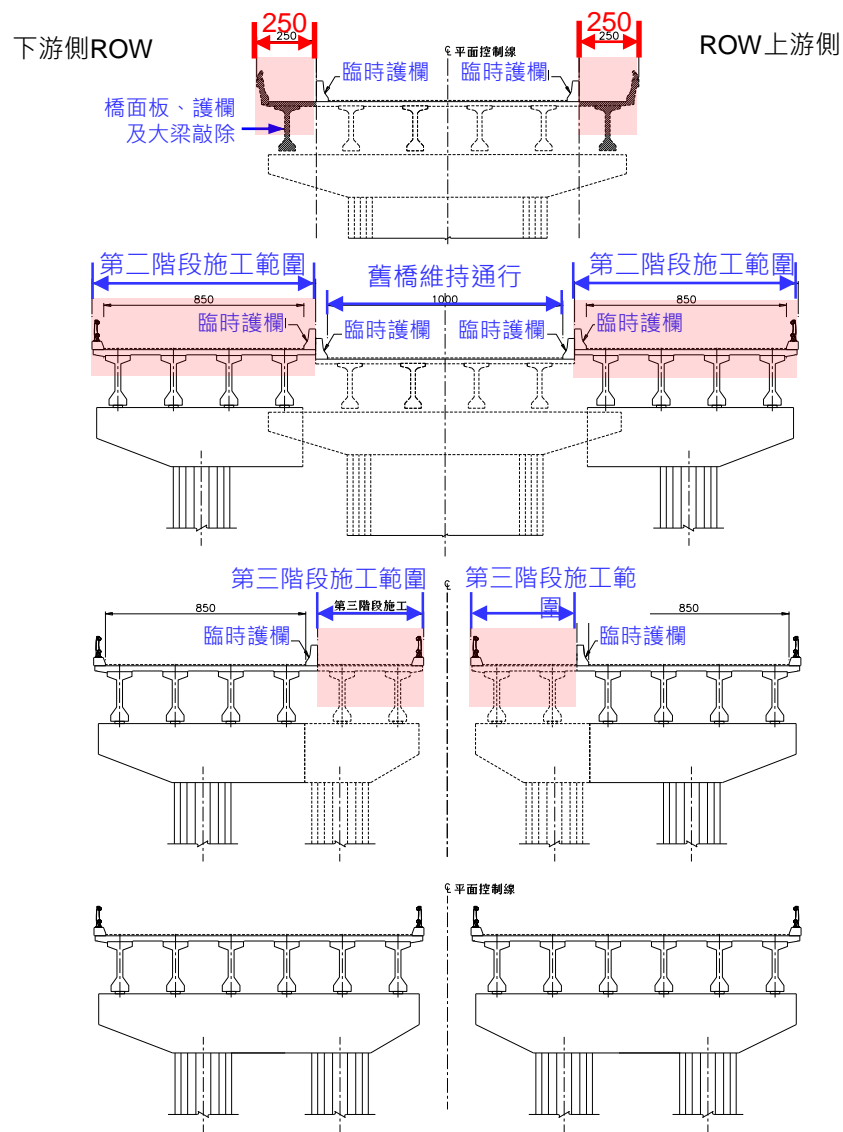 250
250
250
250
下游側ROW
℄ 平面控制線
ROW上游側
臨時護欄
臨時護欄
橋面板、護欄
及大梁敲除
第二階段施工範圍
舊橋維持通行
第二階段施工範圍
850
1000
850
臨時護欄
臨時護欄
臨時護欄
臨時護欄
第三階段施工範圍
℄
第三階段施工範
圍
850
第三階段施工
850
臨時護欄
臨時護欄
℄ 平面控制線